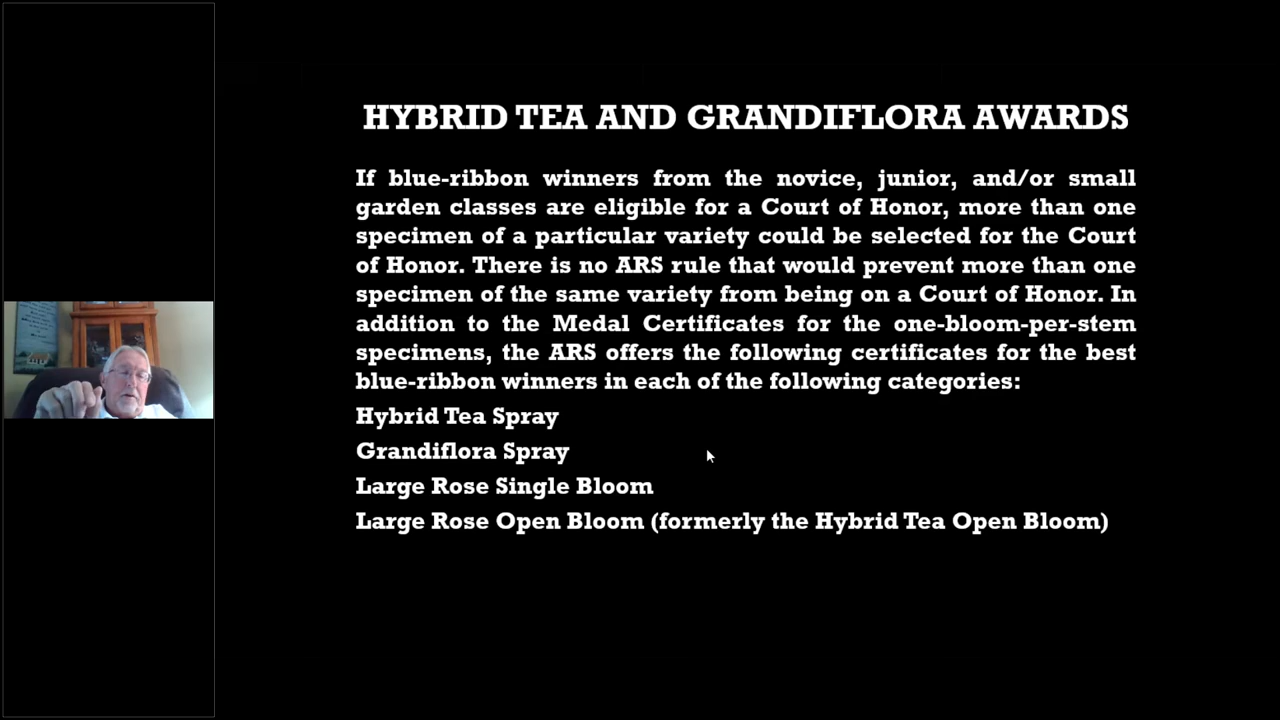 HYBRID TEA AND GRANDIFLORA AWARDS
If blue-ribbon winners from the novice, junior, and/or small
garden classes are eligible for a Court of Honor, more than one
specimen of a particular variety could be selected for the Court
of Honor. There is no ARS rule that would prevent more than one
specimen of the same variety from being on a Court of Honor. In
addition to the Medal Certificates for the one-bloom-per-stem
specimens, the ARS offers the following certificates for the best
blue-ribbon winners in each of the following categories:
Hybrid Tea Spray
Grandiflora Spray
Large Rose Single Bloom
Large Rose Open Bloom (formerly the Hybrid Tea Open Bloom)